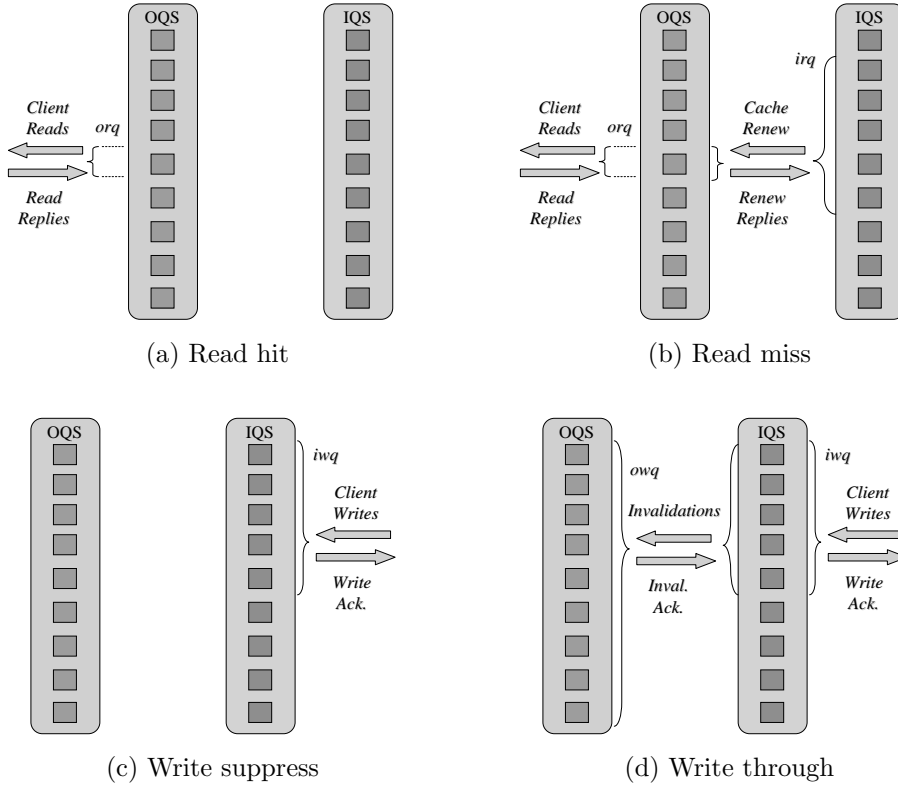 OQS
IQS
Client
Reads
orq
Read
Replies
(a) Read hit
OQS
IQS
irq
Client
Reads
orq
Cache
Renew
Read
Replies
Renew
Replies
(b) Read miss
OQS
IQS
iwq
Client
Writes
Write
Ack.
(c) Write suppress
OQS
IQS
owq
iwq
Invalidations
Client
Writes
Inval.
Ack.
Write
Ack.
(d) Write through